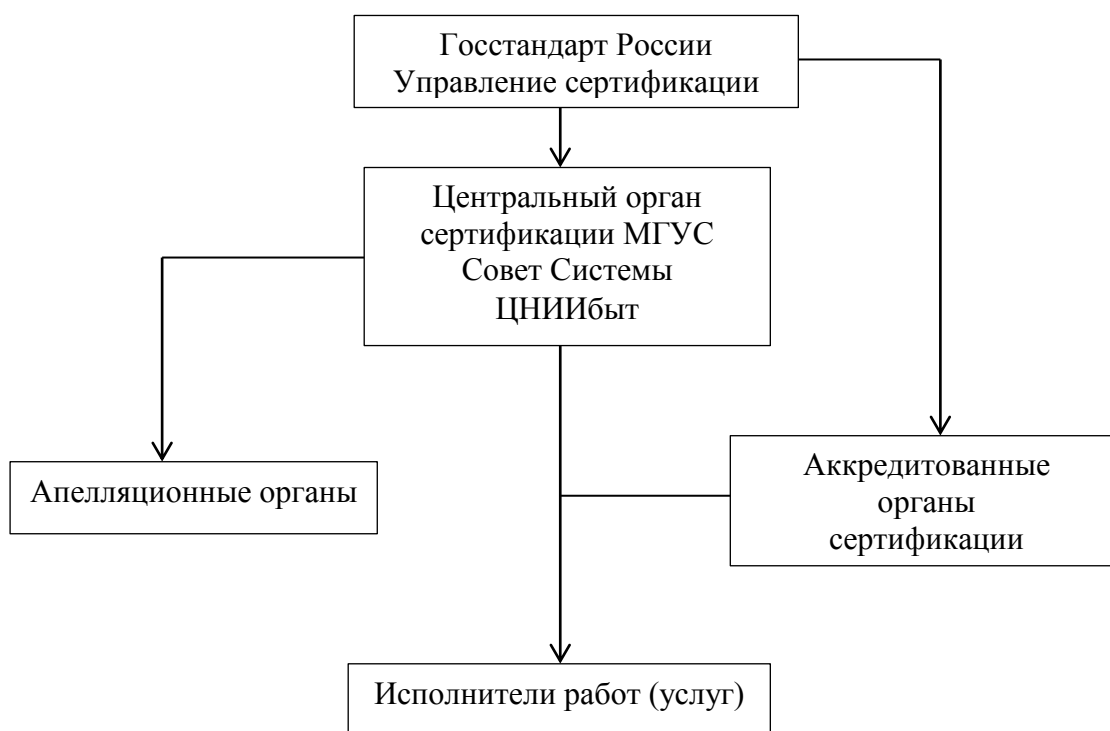 Госстандарт России
Управление сертификации
Центральный орган
сертификации МГУС
Совет Системы
ЦНИИбыт
Апелляционные органы
Аккредитованные
органы
сертификации
Исполнители работ (услуг)